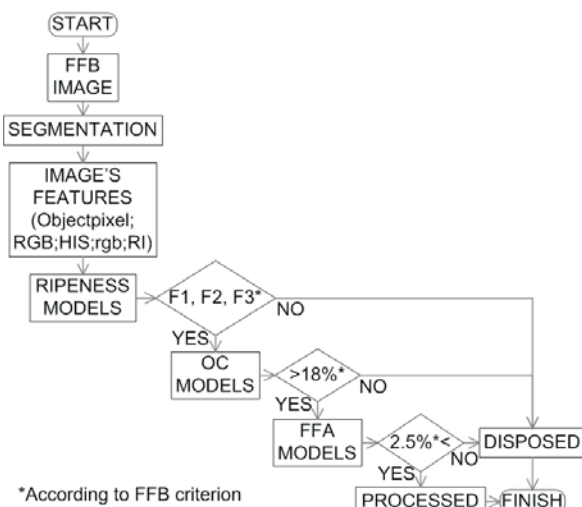 START
FFB
IMAGE
SEGMENTATION
IMAGE'S
FEATURES
(Objectpixel;
RGB;HIS;rgb;RI)
RIPENESS
MODELS
F1, F2, F3*
NO
YES
OC
MODELS
>18%*
NO
YES
FFA
MODELS
2.5%*<
NO
DISPOSED
YES
*According to FFB criterion
PROCESSED
FINISH